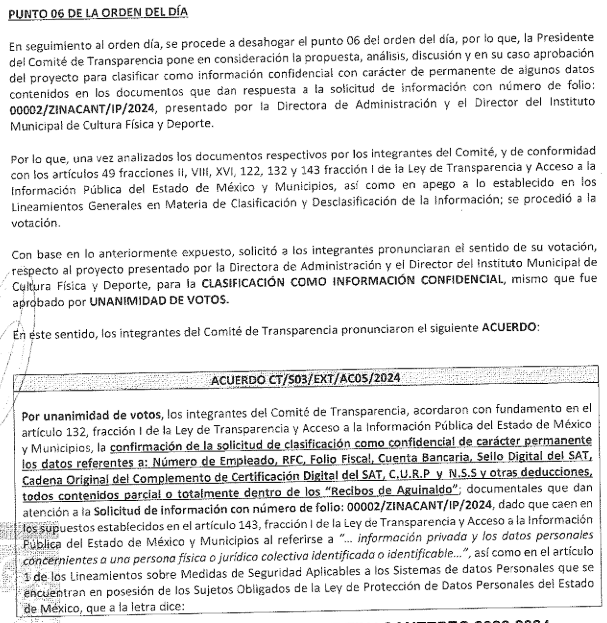 PUNTO 06 DE LA ORDEN DEL DÍA
En seguimiento al orden día, se procede a desahogar el punto 06 del orden del día, por lo que, la Presidente
del Comité de Transparencia pone en consideración la propuesta, análisis, discusión y en su caso aprobación
del proyecto para clasificar como información confidencial con carácter de permanente de algunos datos
contenidos en los documentos que dan respuesta a la solicitud de información con número de folio:
00002/ZINACANT/IP/2024, presentado por la Directora de Administración y el Director del Instituto
Municipal de Cultura Física y Deporte.
Por lo que, una vez analizados los documentos respectivos por los integrantes del Comité, y de conformidad
con los artículos 49 fracciones II, VIII, XVI, 122, 132 y 143 fracción I de la Ley de Transparencia y Acceso a la
Información Pública del Estado de México y Municipios, así como en apego a lo establecido en los
Lineamientos Generales en Materia de Clasificación y Desclasificación de la Información; se procedió a la
votación.
Con base en lo anteriormente expuesto, solicitó a los integrantes pronunciaran el sentido de su votación,
respecto al proyecto presentado por la Directora de Administración y el Director del Instituto Municipal de
Cultura Física y Deporte, para la CLASIFICACIÓN COMO INFORMACIÓN CONFIDENCIAL, mismo que fue
aprobado por UNANIMIDAD DE VOTOS.
En este sentido, los integrantes del Comité de Transparencia pronunciaron el siguiente ACUERDO:
ACUERDO CT/S03/EXT/AC05/2024
Por unanimidad de votos, los integrantes del Comité de Transparencia, acordaron con fundamento en el
artículo 132, fracción I de la Ley de Transparencia y Acceso a la Información Pública del Estado de México
y Municipios, la confirmación de la solicitud de clasificación como confidencial de carácter permanente
los datos referentes a: Número de Empleado, RFC, Folio Fiscal, Cuenta Bancaria, Sello Digital del SAT,
Cadena Original del Complemento de Certificación Digital del SAT, C.U.R.P y N.S.S y otras deducciones,
todos contenidos parcial o totalmente dentro de los "Recibos de Aguinaldo"; documentales que dan
atención a la Solicitud de información con número de folio: 00002/ZINACANT/IP/2024, dado que caen en
los supuestos establecidos en el artículo 143, fracción I de la Ley de Transparencia y Acceso a la Información
Pública del Estado de México y Municipios al referirse a "... información privada y los datos personales
concernientes a una persona física o jurídica colectiva identificada o identificable...", así como en el artículo
1 de los Lineamientos sobre Medidas de Seguridad Aplicables a los Sistemas de datos Personales que se
encuentran en posesión de los Sujetos Obligados de la Ley de Protección de Datos Personales del Estado
de México, que a la letra dice: